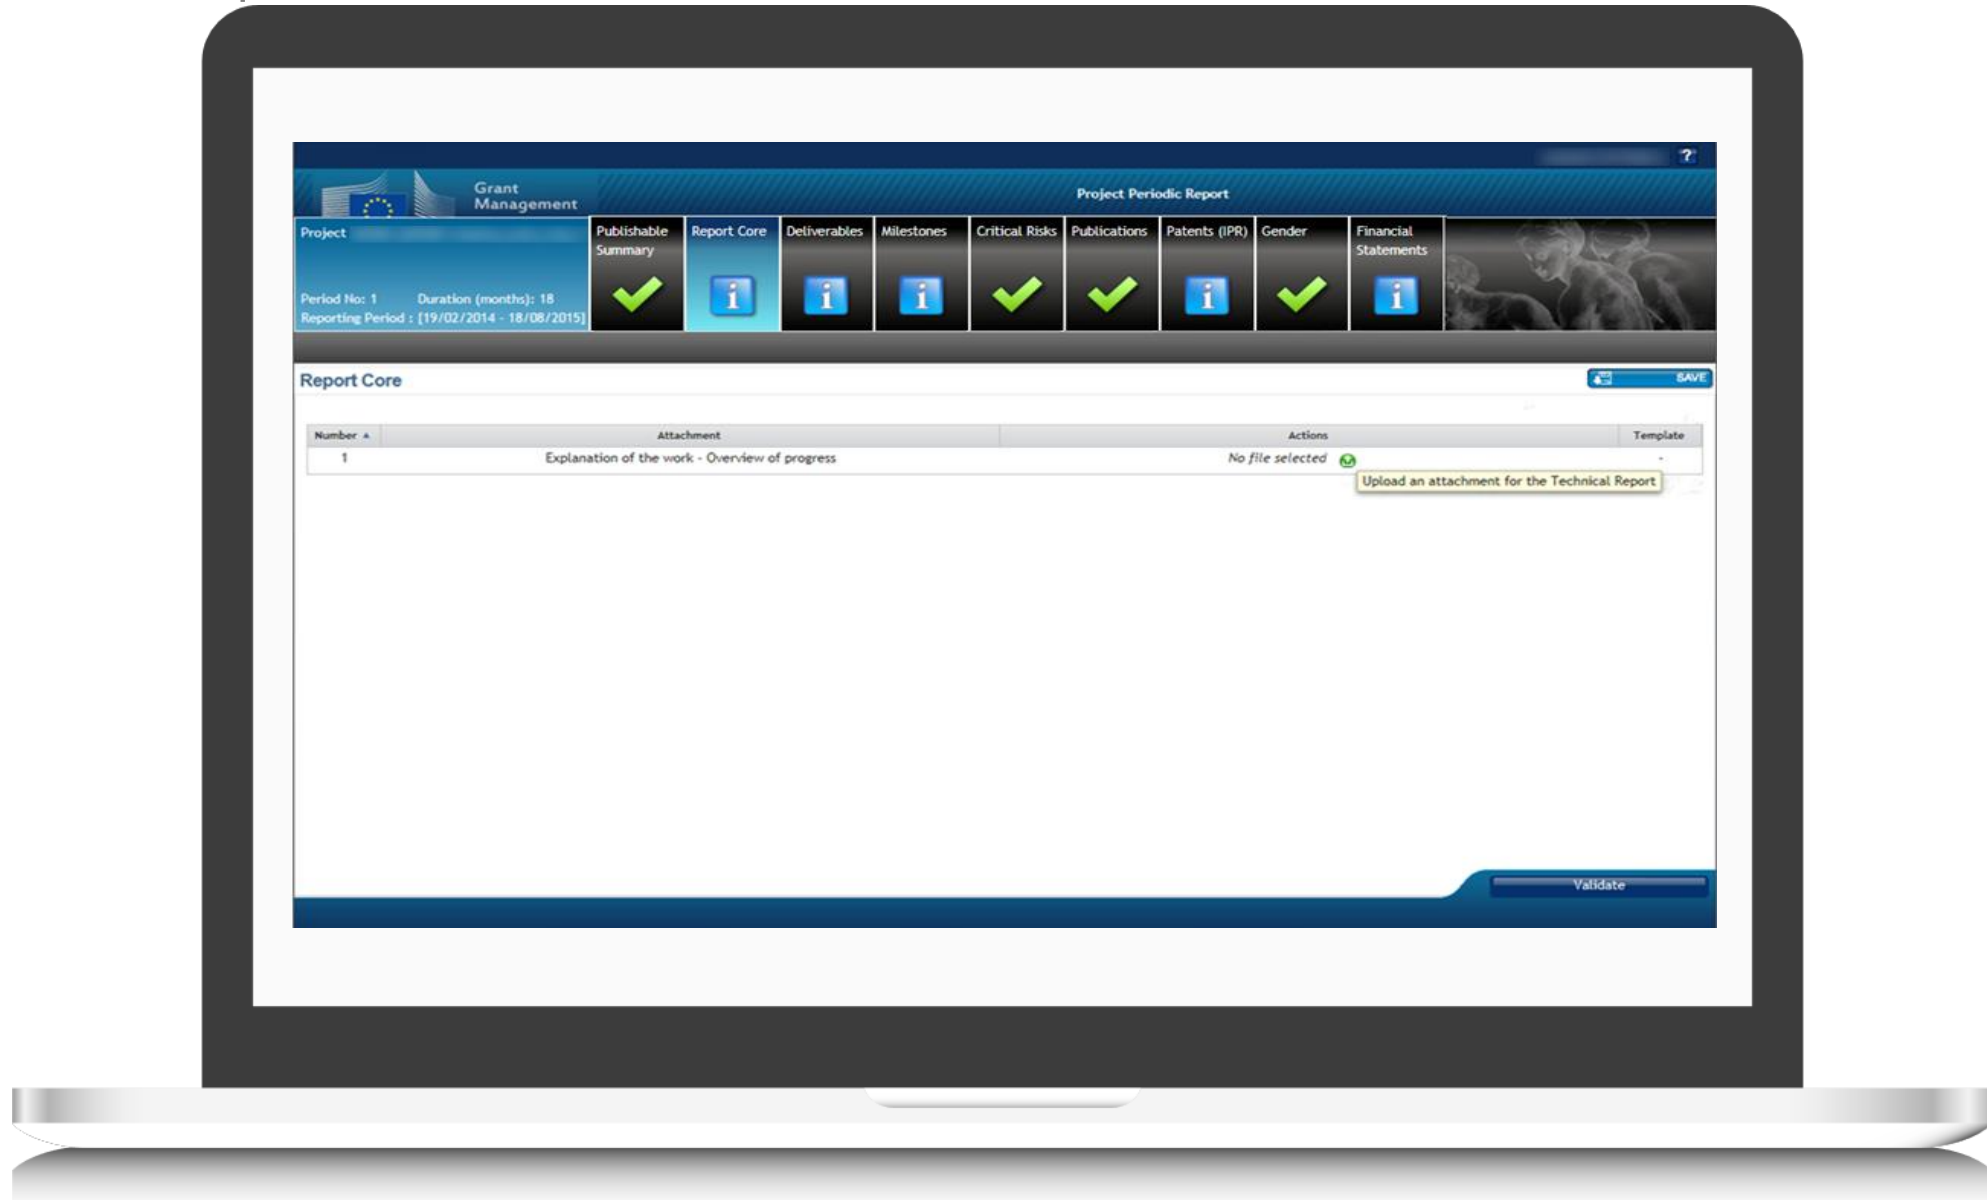 ?
Grant
Management
Project Periodic Report
Project
Period No: 1 Duration (months): 18
Reporting Period : [19/02/2014 - 18/08/2015]
Publishable
Summary
Report Core
Deliverables
Milestones
Critical Risks
Publications
Patents (IPR)
Gender
Financial
Statements
Report Core
SAVE
Number Attachment Actions Template
1 Explanation of the work - Overview of progress No file selected -
Upload an attachment for the Technical Report
Validate